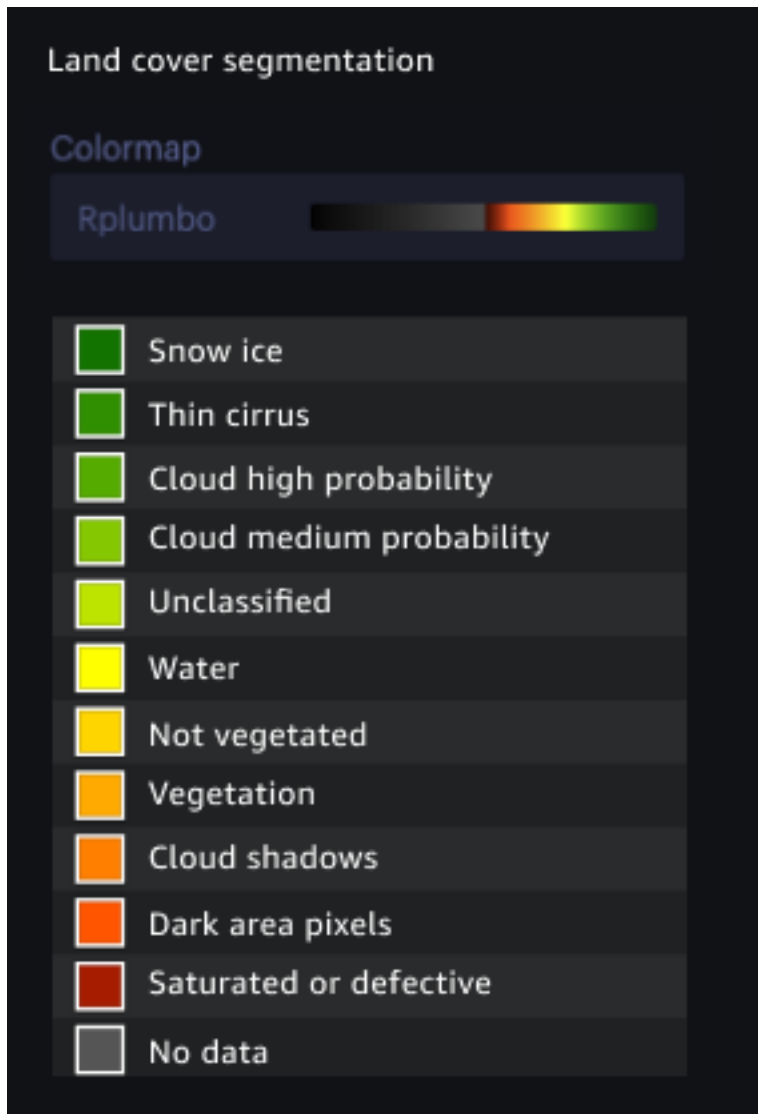 Land cover segmentation
Colormap
Rplumbo
Snow ice
Thin cirrus
Cloud high probability
Cloud medium probability
Unclassified
Water
Not vegetated
Vegetation
Cloud shadows
Dark area pixels
Saturated or defective
No data